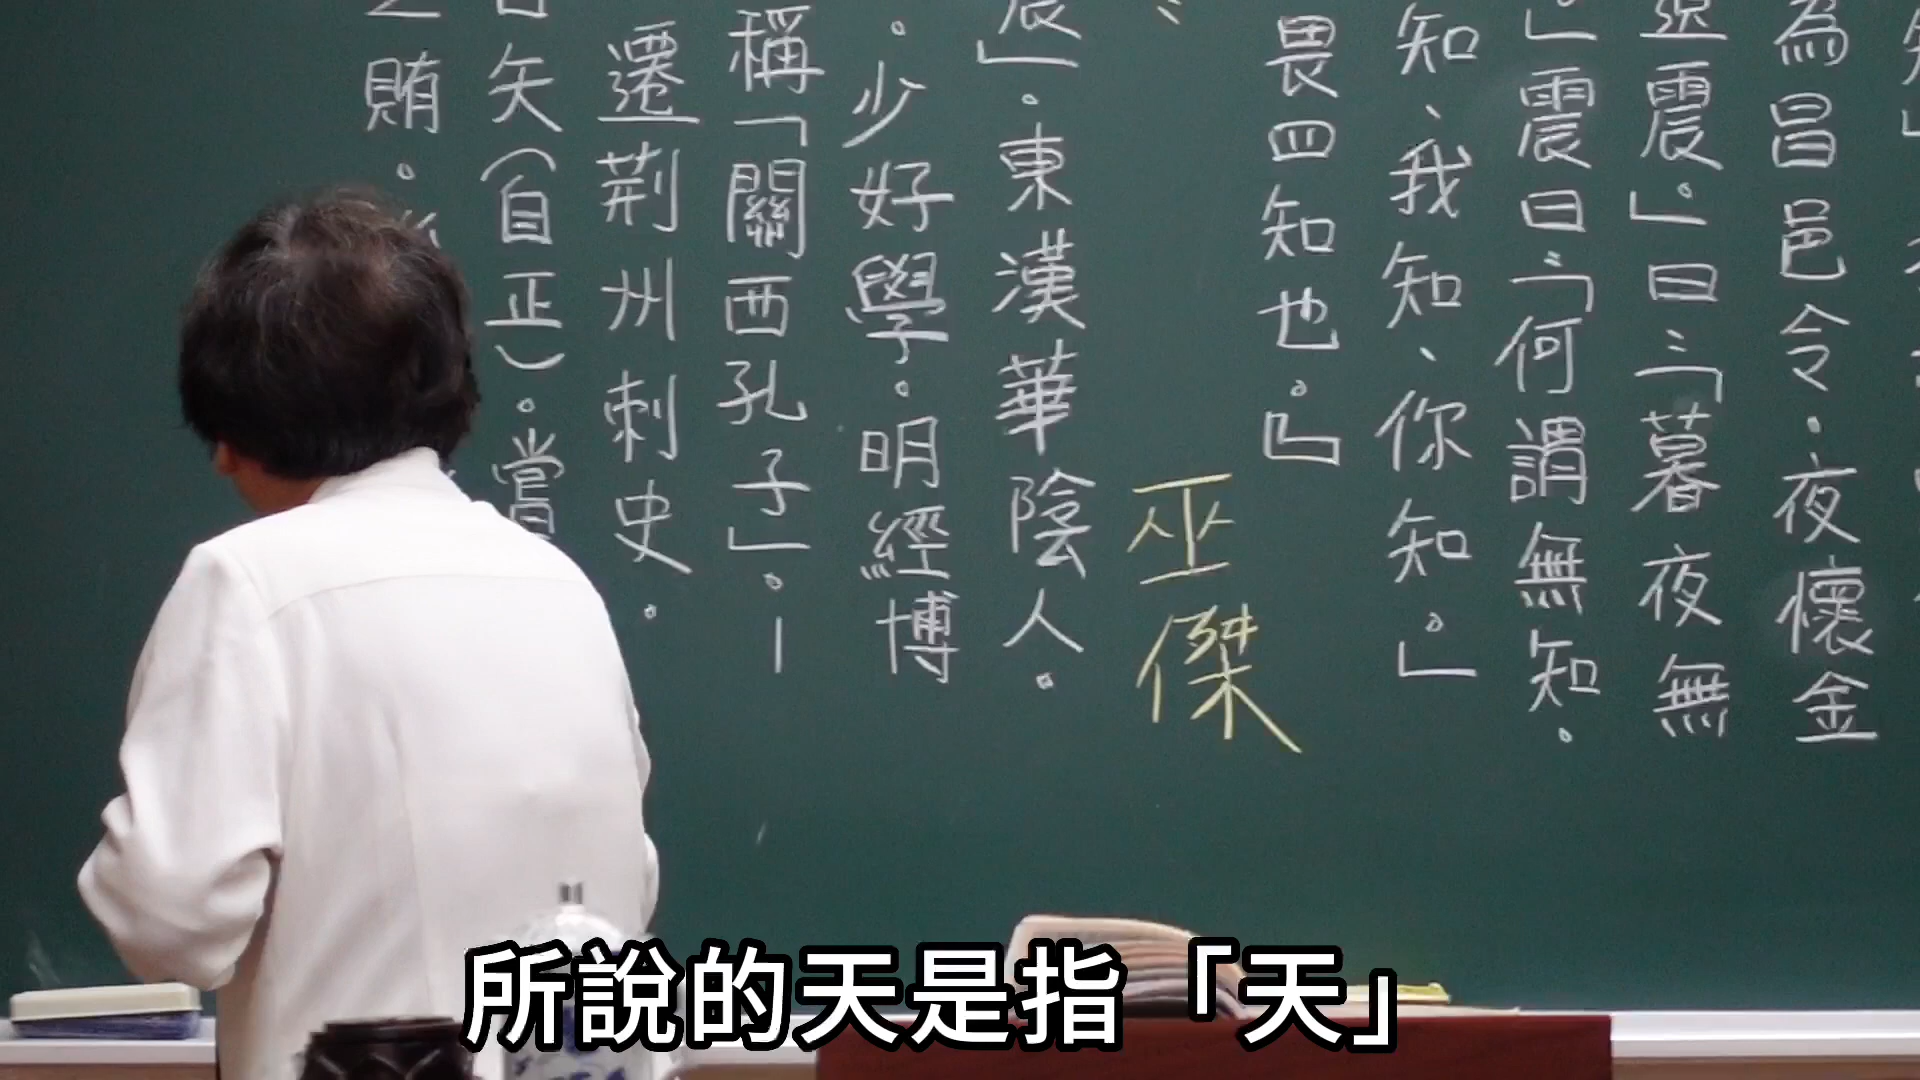 為昌邑令．夜懷金
震。」曰：「暮夜無
。」震曰：「何謂無知．
知、我知、你知。」
畏四知也。』
巫傑
」．東漢華陰人。
．少好學。明經博
稱「關西孔子」。—
遷荊州刺史．
矢（自正）。嘗
賄。
所說的天是指「天」